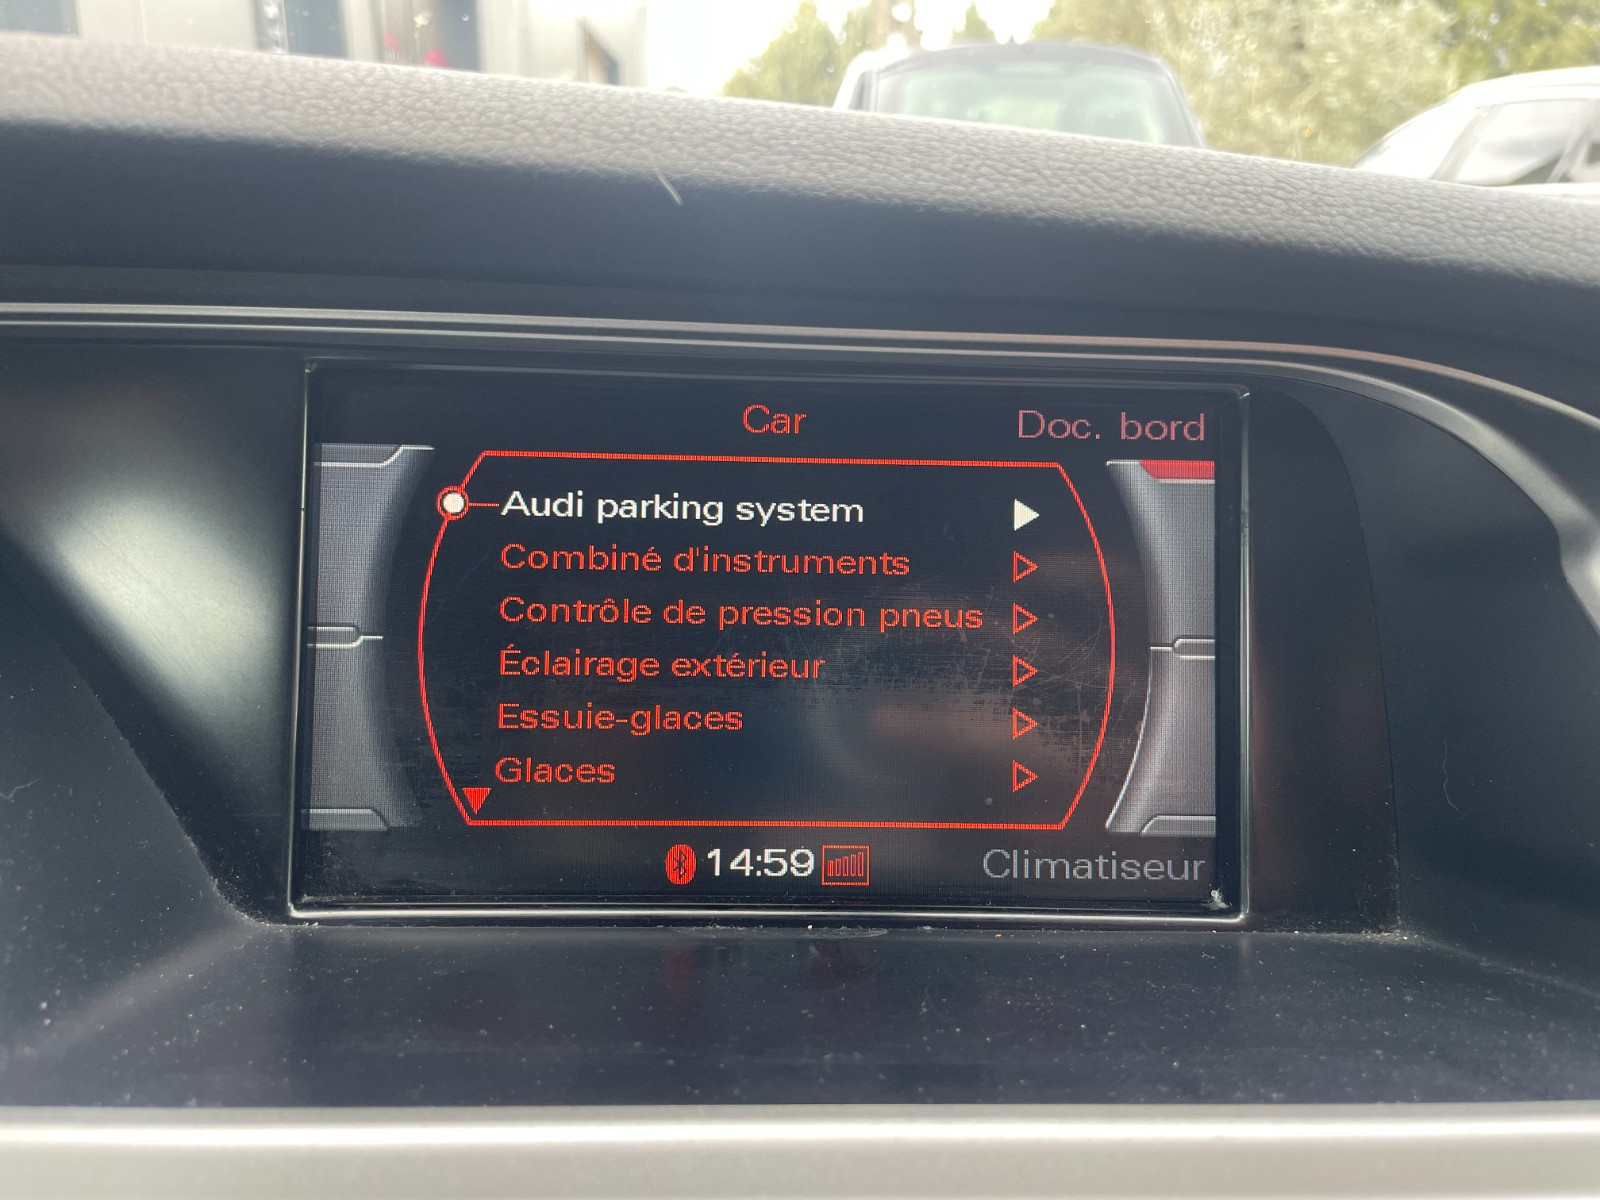 Car
Doc. bord
Audi parking system
Combiné d'instruments
Contrôle de pression pneus
Éclairage extérieur
Essuie-glaces
Glaces
14:59
Climatiseur